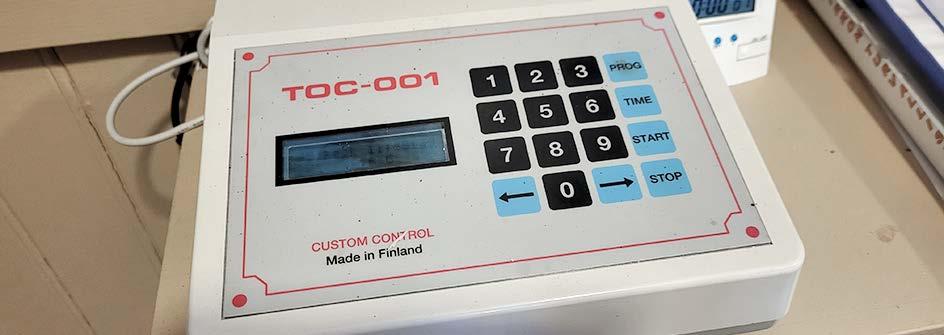 TOC-001
1 2 3 PROG
4 5 6 TIME
7 8 9 START
← 0 → STOP
CUSTOM CONTROL
Made in Finland